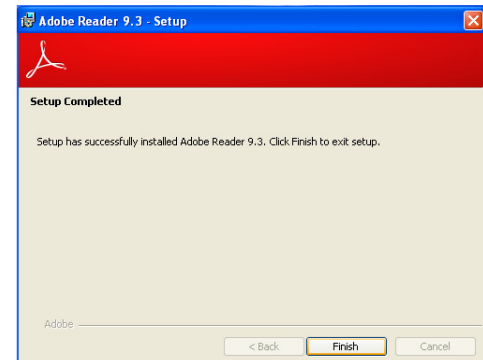 Adobe Reader 9.3 - Setup
Setup Completed
Setup has successfully installed Adobe Reader 9.3. Click Finish to exit setup.
Adobe
< Back Finish Cancel